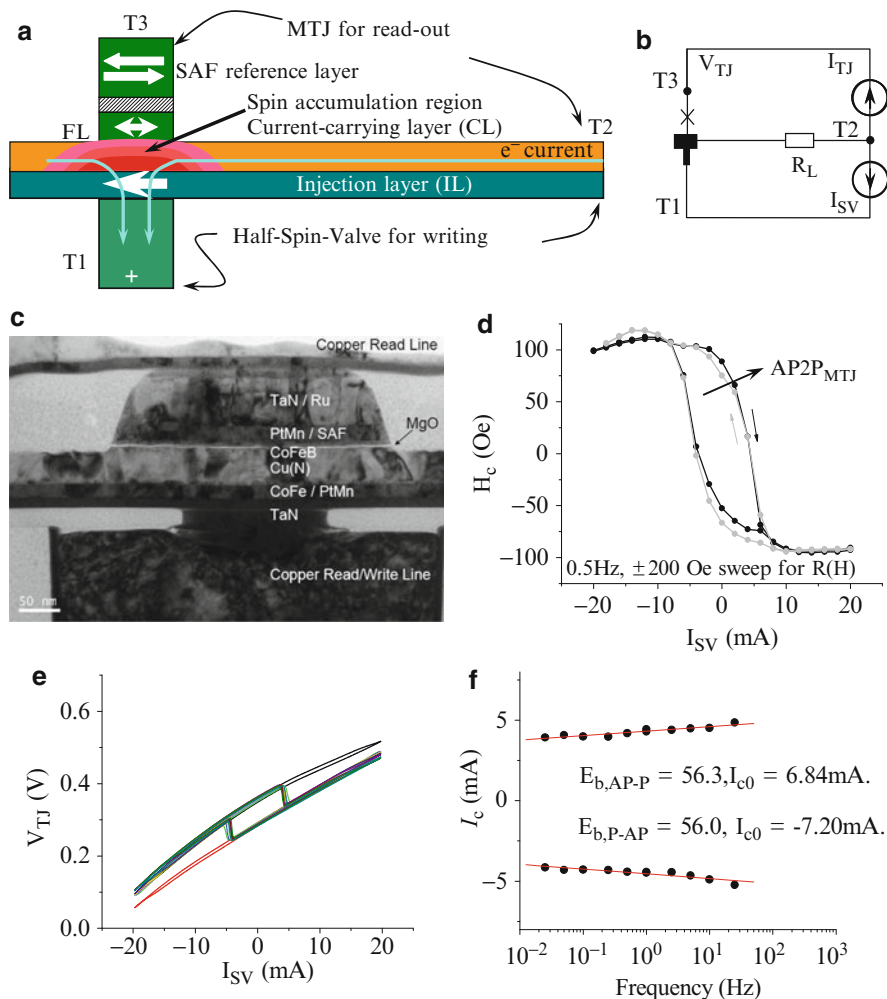 a
T3
MTJ for read-out
SAF reference layer
Spin accumulation region
Current-carrying layer (CL)
FL
T2
e⁻ current
Injection layer (IL)
T1
Half-Spin-Valve for writing
+
b
V_TJ
I_TJ
T3
T2
R_L
T1
I_SV
c
Copper Read Line
TaN / Ru
MgO
PtMn / SAF
CoFeB
Cu(N)
CoFe / PtMn
TaN
Copper Read/Write Line
50 nm
d
H_c (Oe)
100
50
0
−50
−100
AP2P_MTJ
0.5Hz, ±200 Oe sweep for R(H)
−20 −10 0 10 20
I_SV (mA)
e
V_TJ (V)
0.6
0.4
0.2
0.0
−20 −10 0 10 20
I_SV (mA)
f
I_c (mA)
5
0
−5
E_b,AP-P = 56.3, I_c0 = 6.84mA.
E_b,P-AP = 56.0, I_c0 = -7.20mA.
10⁻² 10⁻¹ 10⁰ 10¹ 10² 10³
Frequency (Hz)